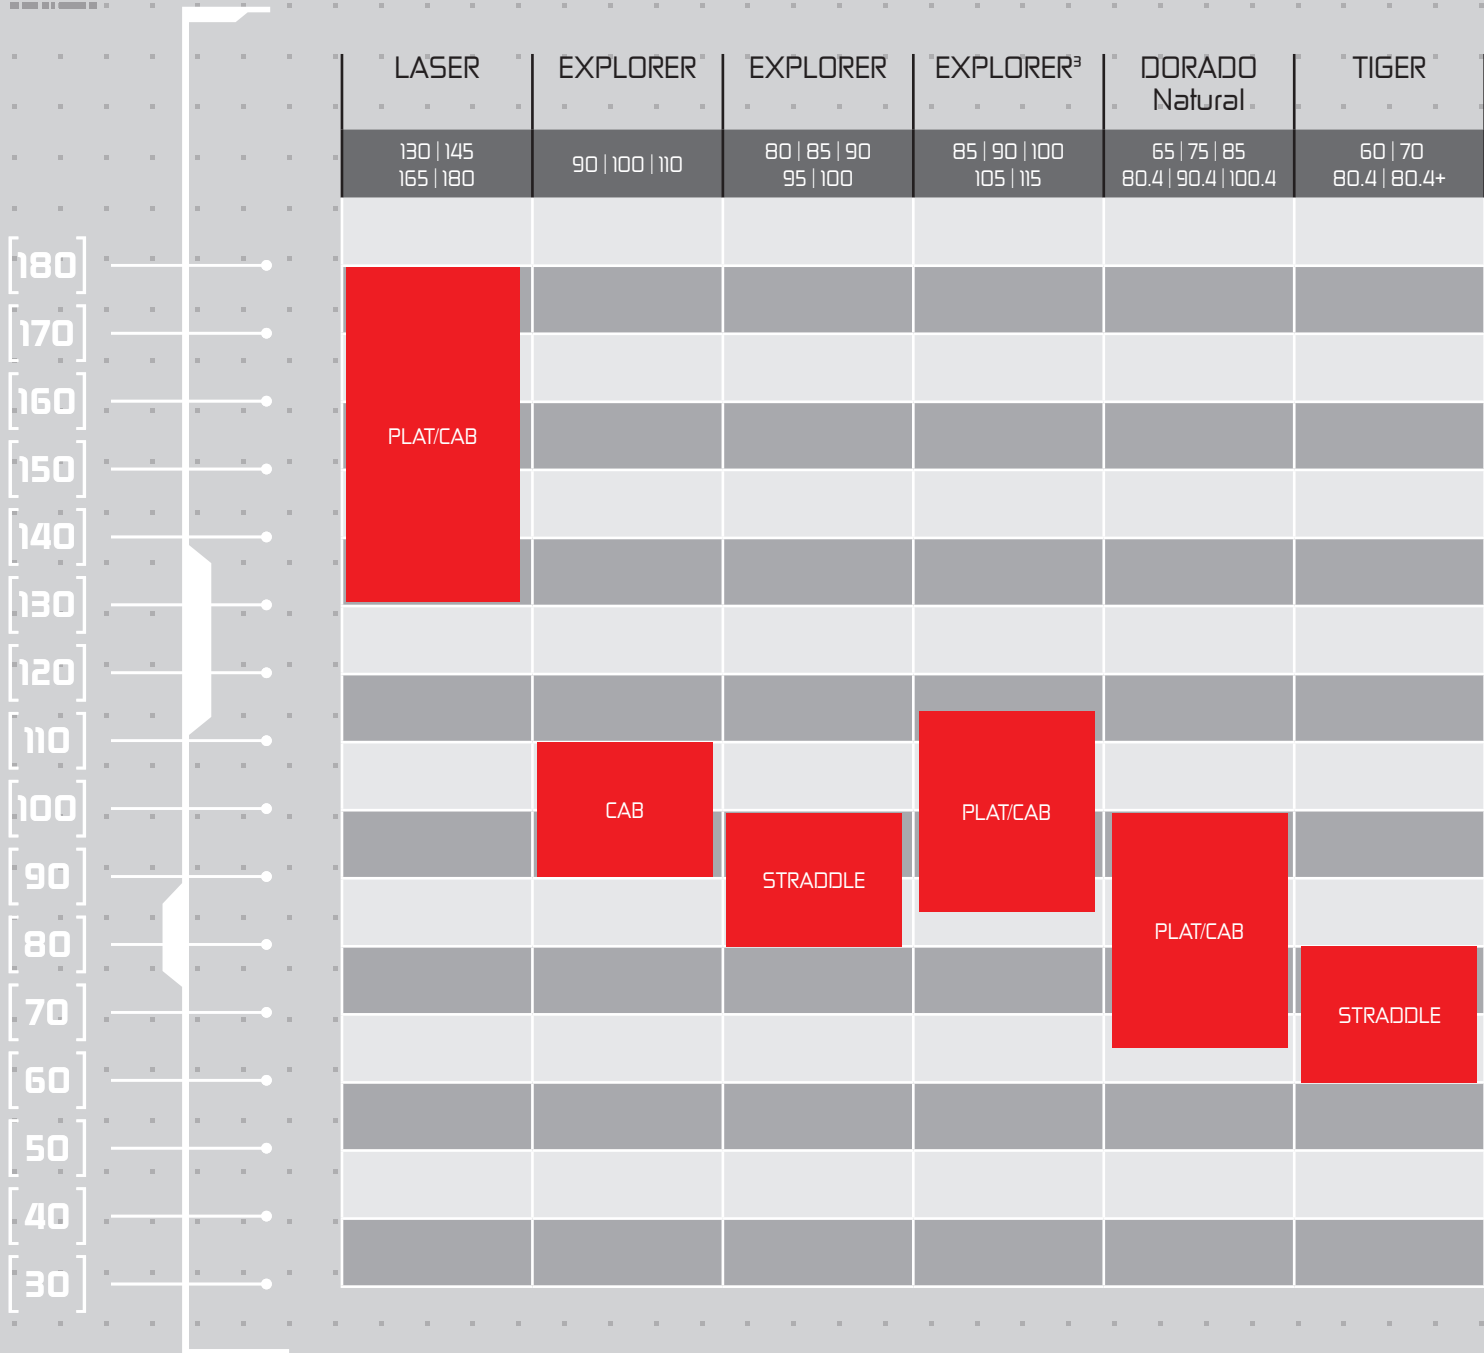 LASER
EXPLORER
EXPLORER
EXPLORER³
DORADO
Natural
TIGER
130 | 145
165 | 180
90 | 100 | 110
80 | 85 | 90
95 | 100
85 | 90 | 100
105 | 115
65 | 75 | 85
80.4 | 90.4 | 100.4
60 | 70
80.4 | 80.4+
[180]
[170]
[160]
[150]
[140]
[130]
[120]
[110]
[100]
[90]
[80]
[70]
[60]
[50]
[40]
[30]
PLAT/CAB
CAB
STRADDLE
PLAT/CAB
PLAT/CAB
STRADDLE